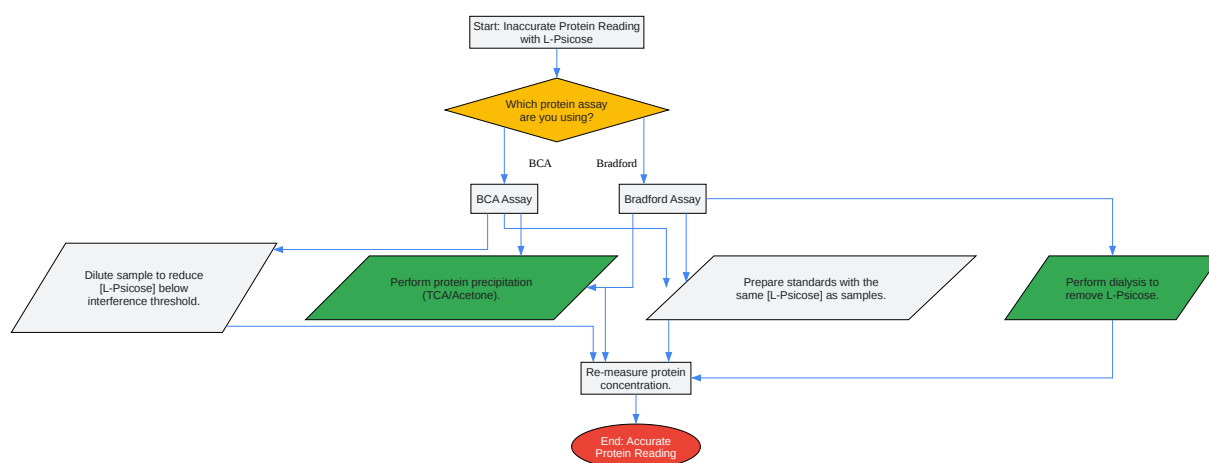 Start: Inaccurate Protein Reading
with L-Psicose
Which protein assay
are you using?
BCA
Bradford
BCA Assay
Bradford Assay
Dilute sample to reduce
[L-Psicose] below
interference threshold.
Perform protein precipitation
(TCA/Acetone).
Prepare standards with the
same [L-Psicose] as samples.
Perform dialysis to
remove L-Psicose.
Re-measure protein
concentration.
End: Accurate
Protein Reading